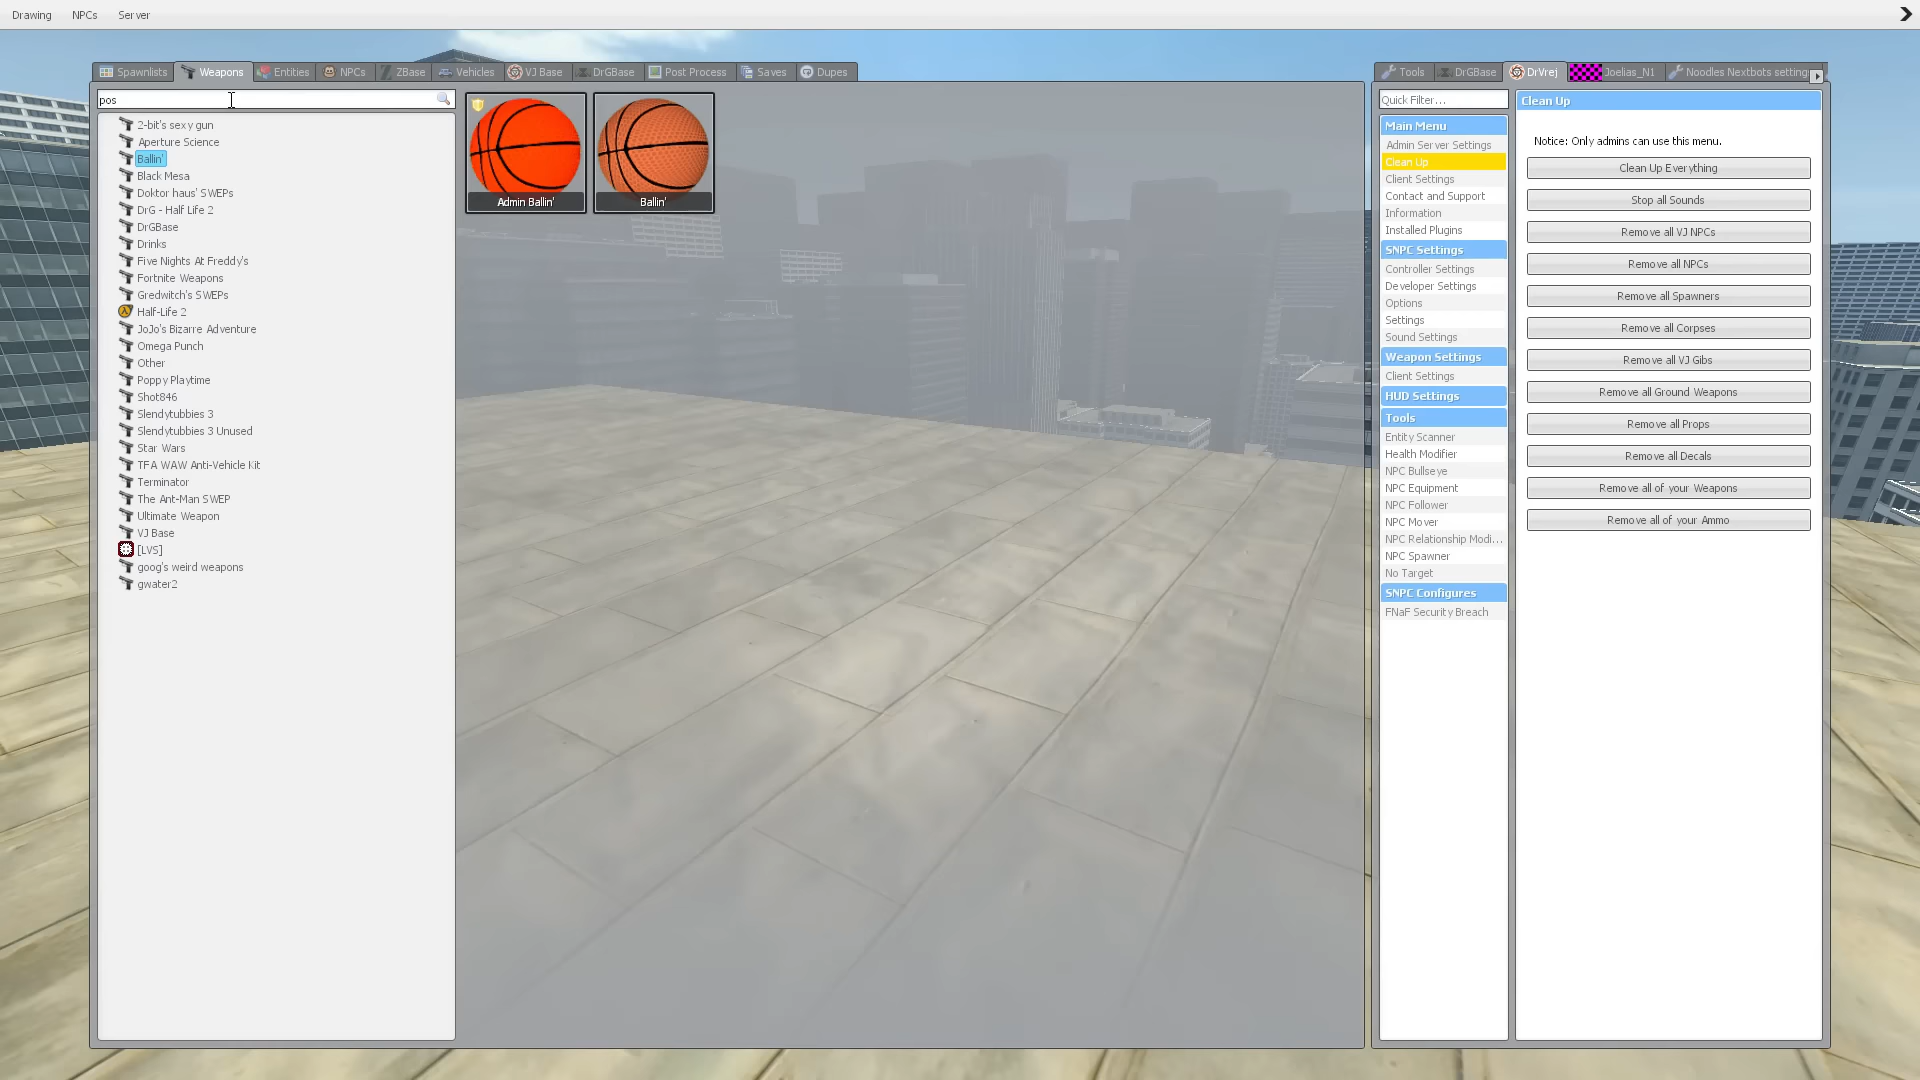 Drawing NPCs Server
Spawnlists Weapons Entities NPCs ZBase Vehicles VJ Base DrGBase Post Process Saves Dupes
pos
2-bit's sexy gun
Aperture Science
Ballin'
Black Mesa
Doktor haus' SWEPs
DrG - Half Life 2
DrGBase
Drinks
Five Nights At Freddy's
Fortnite Weapons
Gredwitch's SWEPs
Half-Life 2
JoJo's Bizarre Adventure
Omega Punch
Other
Poppy Playtime
Shot846
Slendytubbies 3
Slendytubbies 3 Unused
Star Wars
TFA WAW Anti-Vehicle Kit
Terminator
The Ant-Man SWEP
Ultimate Weapon
VJ Base
[LVS]
goog's weird weapons
gwater2
Admin Ballin'
Ballin'
Tools DrGBase DrVrej Joelias_N1 Noodles Nextbots setting
Quick Filter...
Main Menu
Admin Server Settings
Clean Up
Client Settings
Contact and Support
Information
Installed Plugins
SNPC Settings
Controller Settings
Developer Settings
Options
Settings
Sound Settings
Weapon Settings
Client Settings
HUD Settings
Tools
Entity Scanner
Health Modifier
NPC Bullseye
NPC Equipment
NPC Follower
NPC Mover
NPC Relationship Modi...
NPC Spawner
No Target
SNPC Configures
FNaF Security Breach
Clean Up
Notice: Only admins can use this menu.
Clean Up Everything
Stop all Sounds
Remove all VJ NPCs
Remove all NPCs
Remove all Spawners
Remove all Corpses
Remove all VJ Gibs
Remove all Ground Weapons
Remove all Props
Remove all Decals
Remove all of your Weapons
Remove all of your Ammo